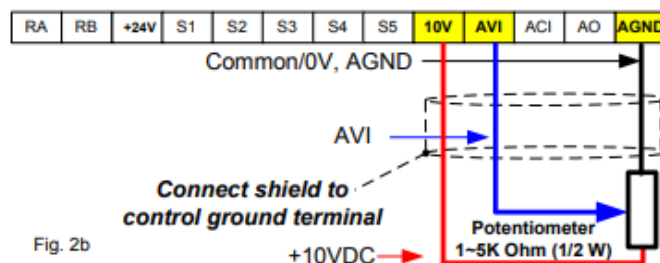 RA RB +24V S1 S2 S3 S4 S5 10V AVI ACI AO AGND
Common/0V, AGND
AVI
Connect shield to
control ground terminal
Potentiometer
1~5K Ohm (1/2 W)
Fig. 2b
+10VDC